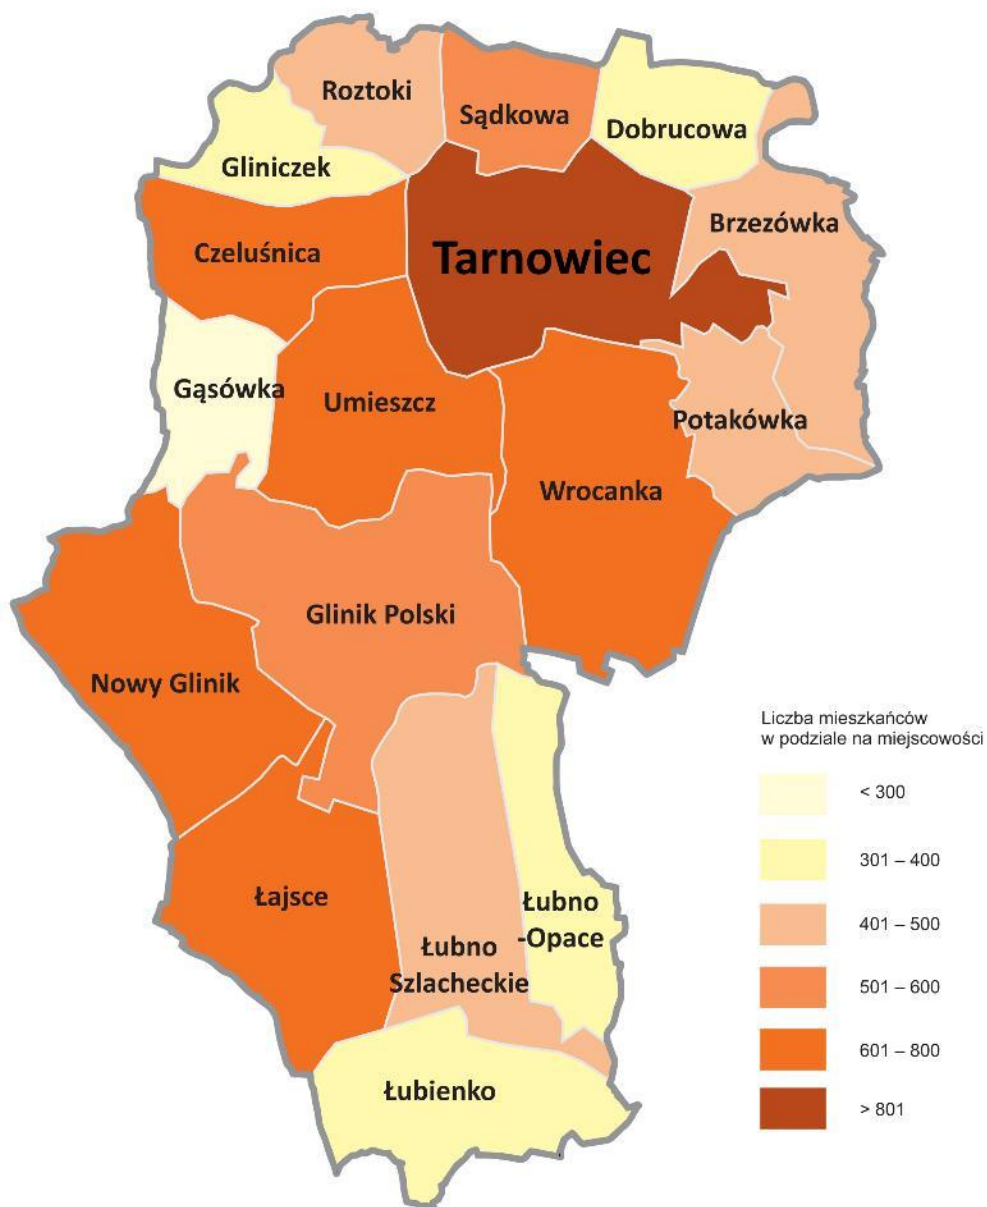 Roztoki
Sądkowa
Dobrucowa
Gliniczek
Brzezówka
Czeluśnica
Tarnowiec
Gąsówka
Umieszcz
Potakówka
Wrocanka
Glinik Polski
Nowy Glinik
Łajsce
Łubno
-Opace
Łubno
Szlacheckie
Łubienko
Liczba mieszkańców
w podziale na miejscowości
< 300
301 – 400
401 – 500
501 – 600
601 – 800
> 801